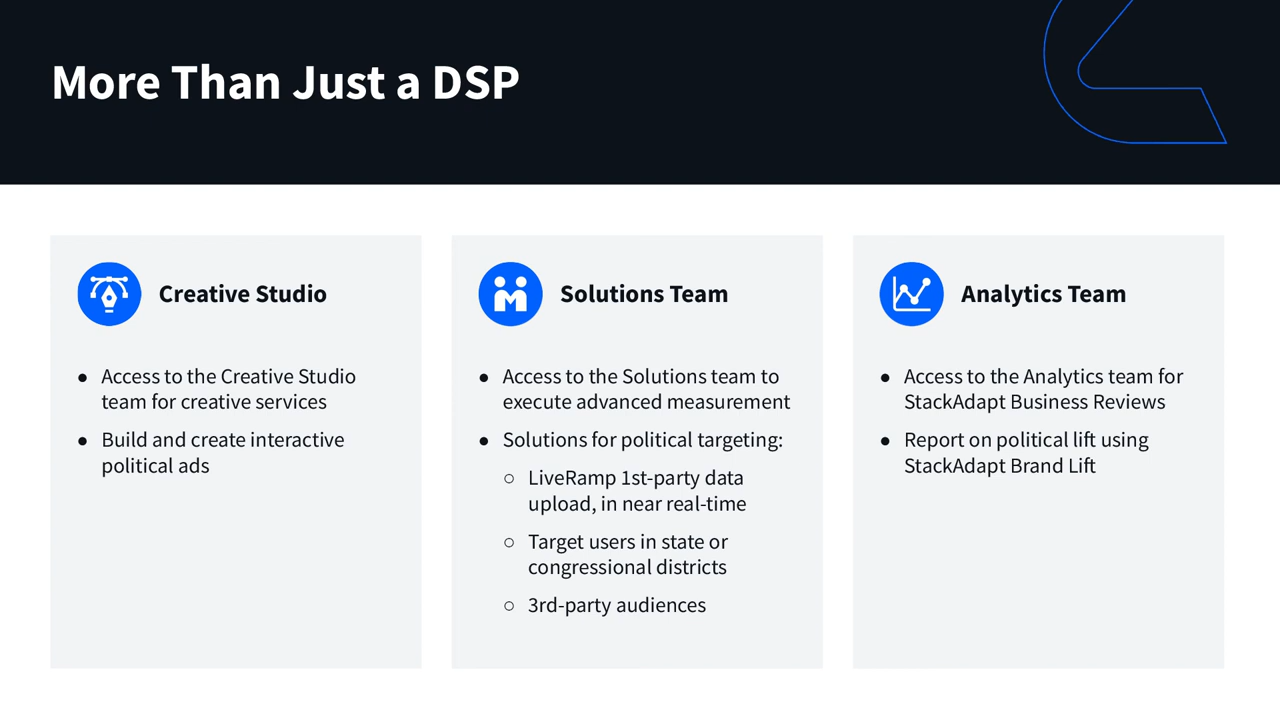 More Than Just a DSP
Creative Studio
● Access to the Creative Studio
team for creative services
● Build and create interactive
political ads
Solutions Team
● Access to the Solutions team to
execute advanced measurement
● Solutions for political targeting:
○ LiveRamp 1st-party data
upload, in near real-time
○ Target users in state or
congressional districts
○ 3rd-party audiences
Analytics Team
● Access to the Analytics team for
StackAdapt Business Reviews
● Report on political lift using
StackAdapt Brand Lift